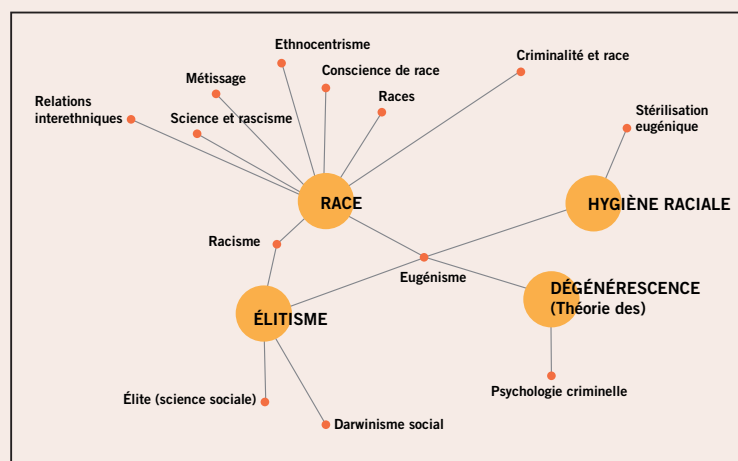 Ethnocentrisme
Criminalité et race
Conscience de race
Métissage
Races
Relations
interethniques
Science et rascisme
Stérilisation
eugénique
RACE
HYGIÈNE RACIALE
Racisme
Eugénisme
DÉGÉNÉRESCENCE
(Théorie des)
ÉLITISME
Psychologie criminelle
Élite (science sociale)
Darwinisme social